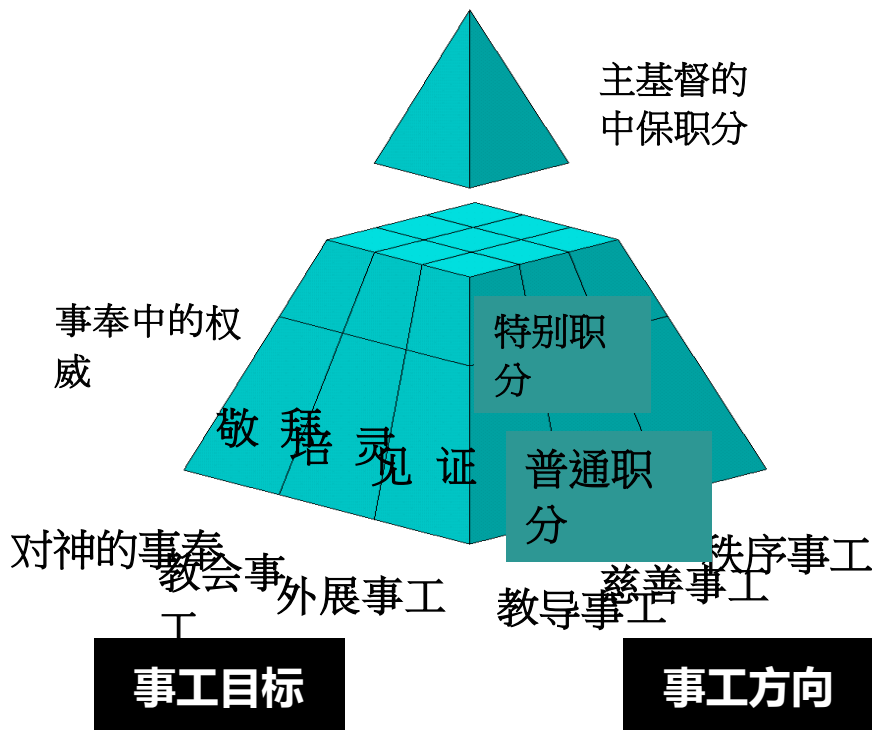 主基督的
中保职分
事奉中的权
威
特别职
分
敬 拜
培 灵
见 证
普通职
分
对神的事奉
教会事
工
外展事工
教导事工
慈善事工
秩序事工
事工目标
事工方向